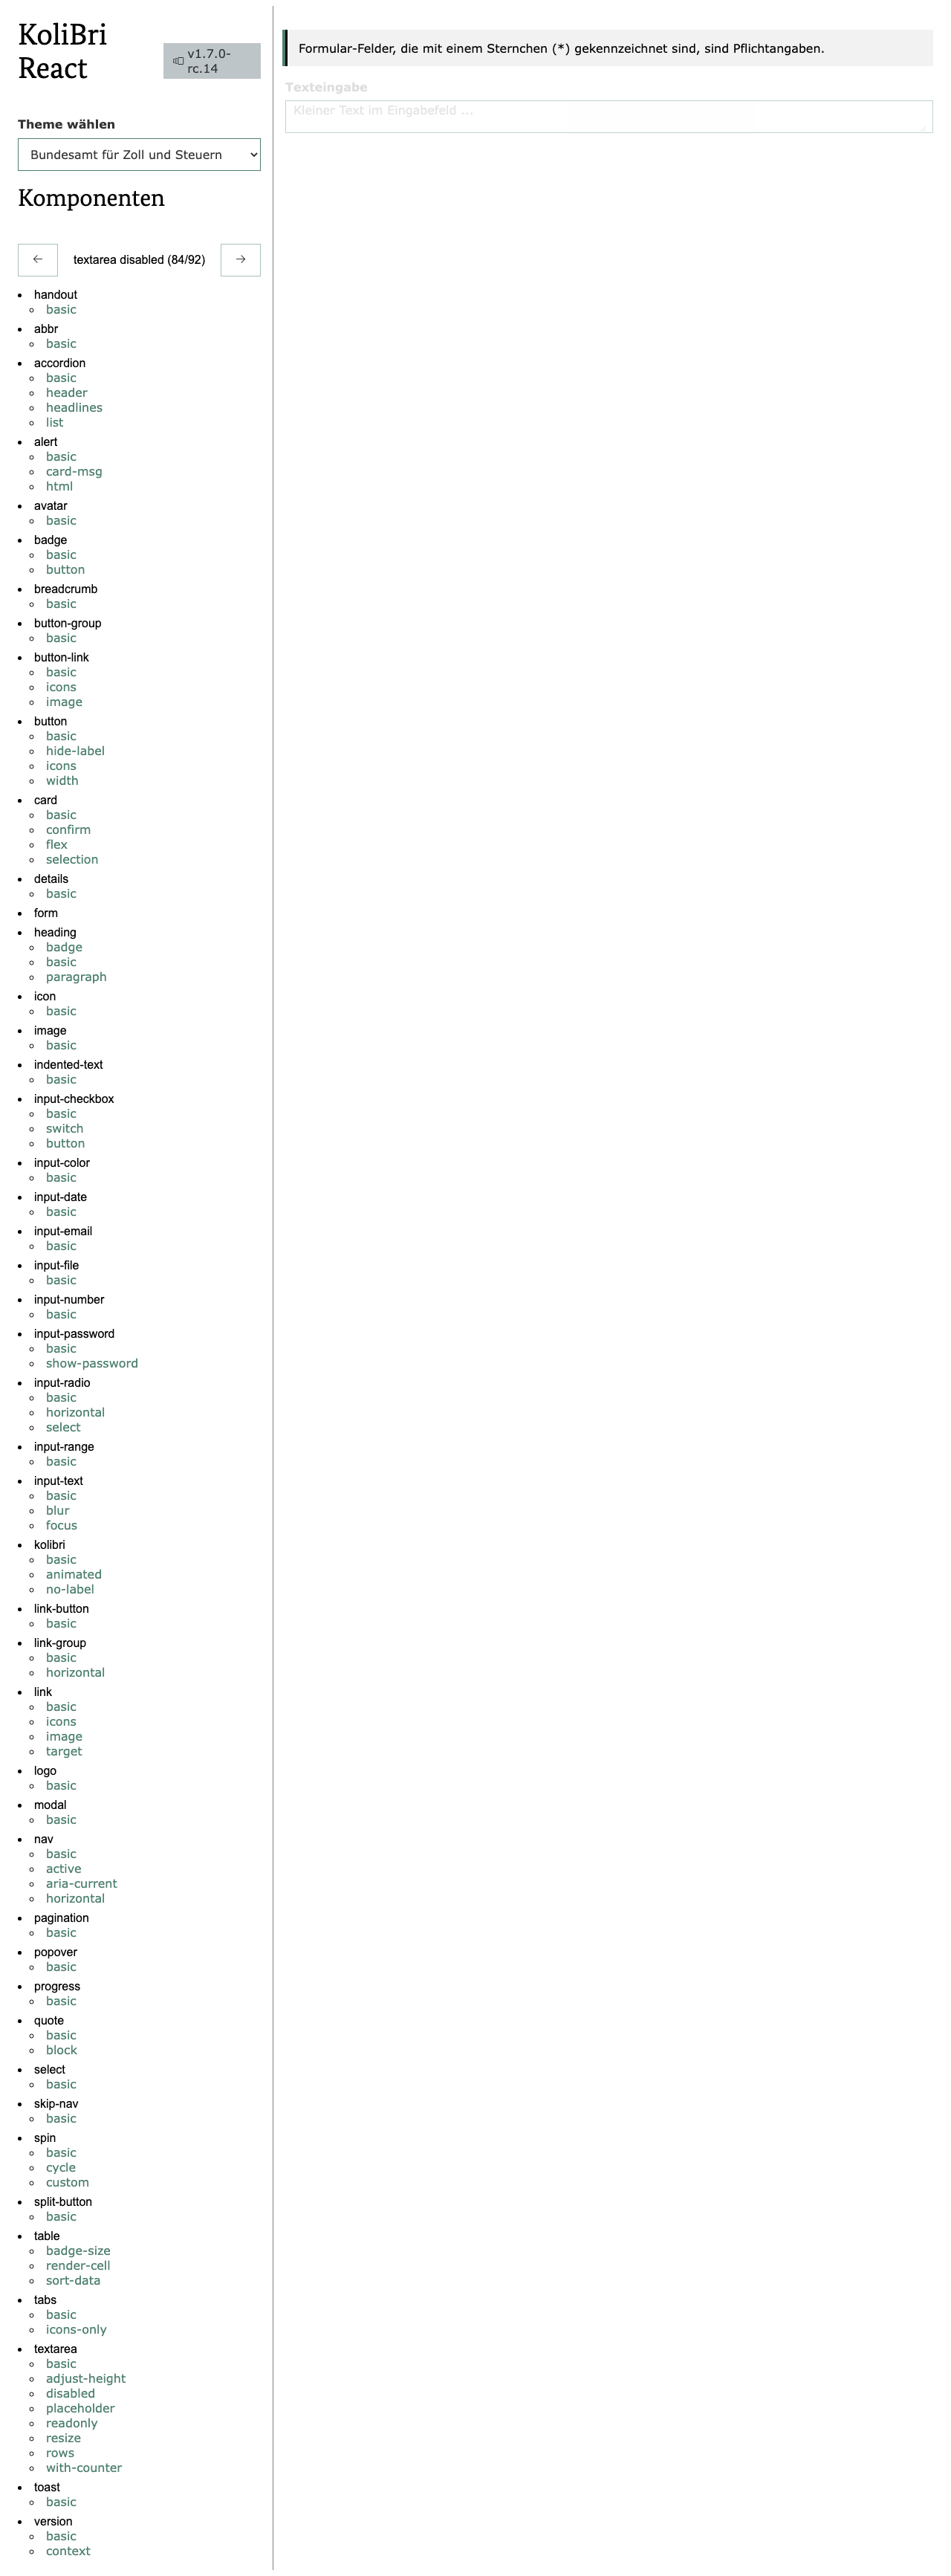 KoliBri
React
v1.7.0-
rc.14
Theme wählen
Bundesamt für Zoll und Steuern
Komponenten
← textarea disabled (84/92) →
handout
basic
abbr
basic
accordion
basic
header
headlines
list
alert
basic
card-msg
html
avatar
basic
badge
basic
button
breadcrumb
basic
button-group
basic
button-link
basic
icons
image
button
basic
hide-label
icons
width
card
basic
confirm
flex
selection
details
basic
form
heading
badge
basic
paragraph
icon
basic
image
basic
indented-text
basic
input-checkbox
basic
switch
button
input-color
basic
input-date
basic
input-email
basic
input-file
basic
input-number
basic
input-password
basic
show-password
input-radio
basic
horizontal
select
input-range
basic
input-text
basic
blur
focus
kolibri
basic
animated
no-label
link-button
basic
link-group
basic
horizontal
link
basic
icons
image
target
logo
basic
modal
basic
nav
basic
active
aria-current
horizontal
pagination
basic
popover
basic
progress
basic
quote
basic
block
select
basic
skip-nav
basic
spin
basic
cycle
custom
split-button
basic
table
badge-size
render-cell
sort-data
tabs
basic
icons-only
textarea
basic
adjust-height
disabled
placeholder
readonly
resize
rows
with-counter
toast
basic
version
basic
context
Formular-Felder, die mit einem Sternchen (*) gekennzeichnet sind, sind Pflichtangaben.
Texteingabe
Kleiner Text im Eingabefeld ...